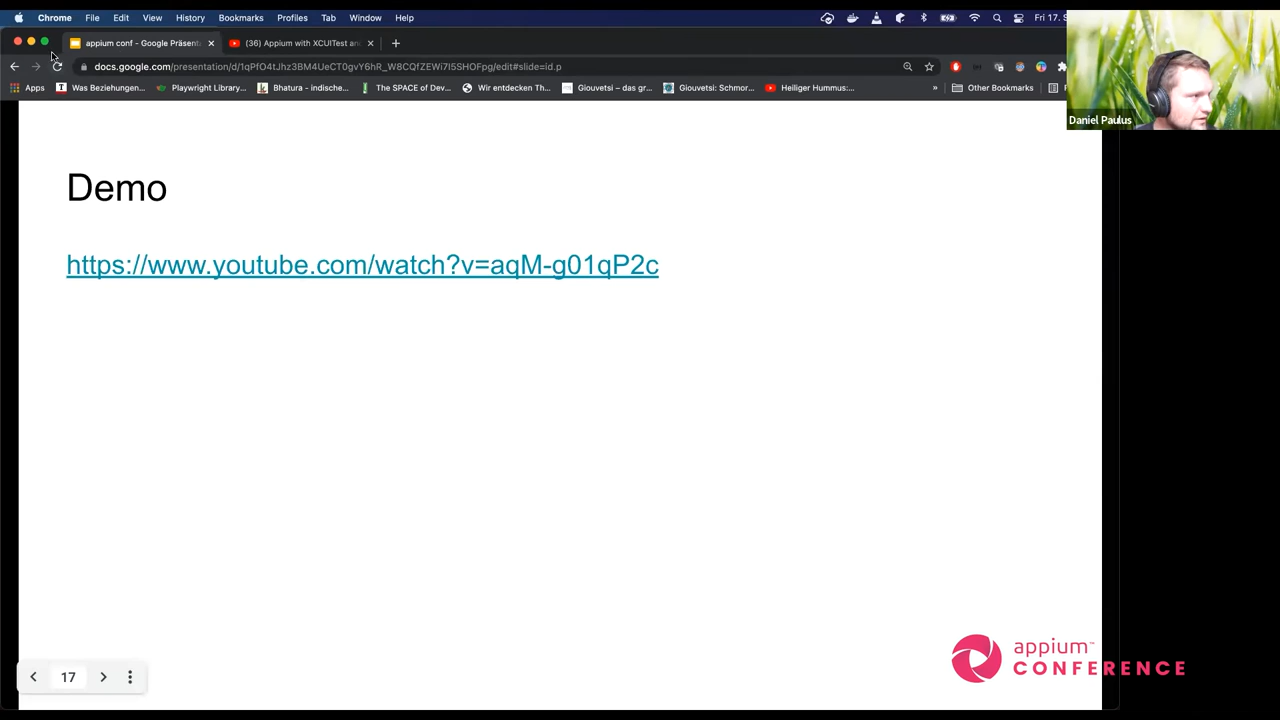 Chrome File Edit View History Bookmarks Profiles Tab Window Help
Fri 17. S
appium conf - Google Präsent
(36) Appium with XCUITest an
docs.google.com/presentation/d/1qPfO4tJhz3BM4UeCT0gvY6hR_W8CQfZEWi7I5SHOFpg/edit#slide=id.p
Apps Was Beziehungen... Playwright Library... Bhatura - indische... The SPACE of Dev... Wir entdecken Th... Giouvetsi – das gr... Giouvetsi: Schmor... Heiliger Hummus:... » Other Bookmarks
Daniel Paulus
Demo
https://www.youtube.com/watch?v=aqM-g01qP2c
17
appium™
CONFERENCE